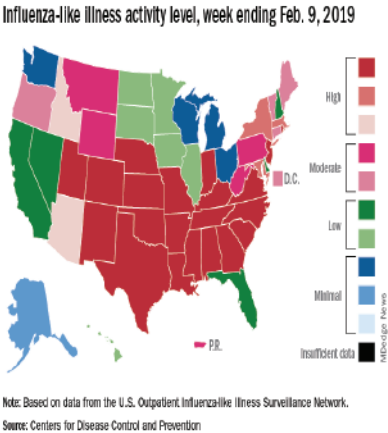 Influenza-like illness activity level, week ending Feb. 9, 2019
High
Moderate
D.C.
Low
Minimal
P.R.
Insufficient data
MDedge News
Note: Based on data from the U.S. Outpatient Influenza-like Illness Surveillance Network.
Source: Centers for Disease Control and Prevention